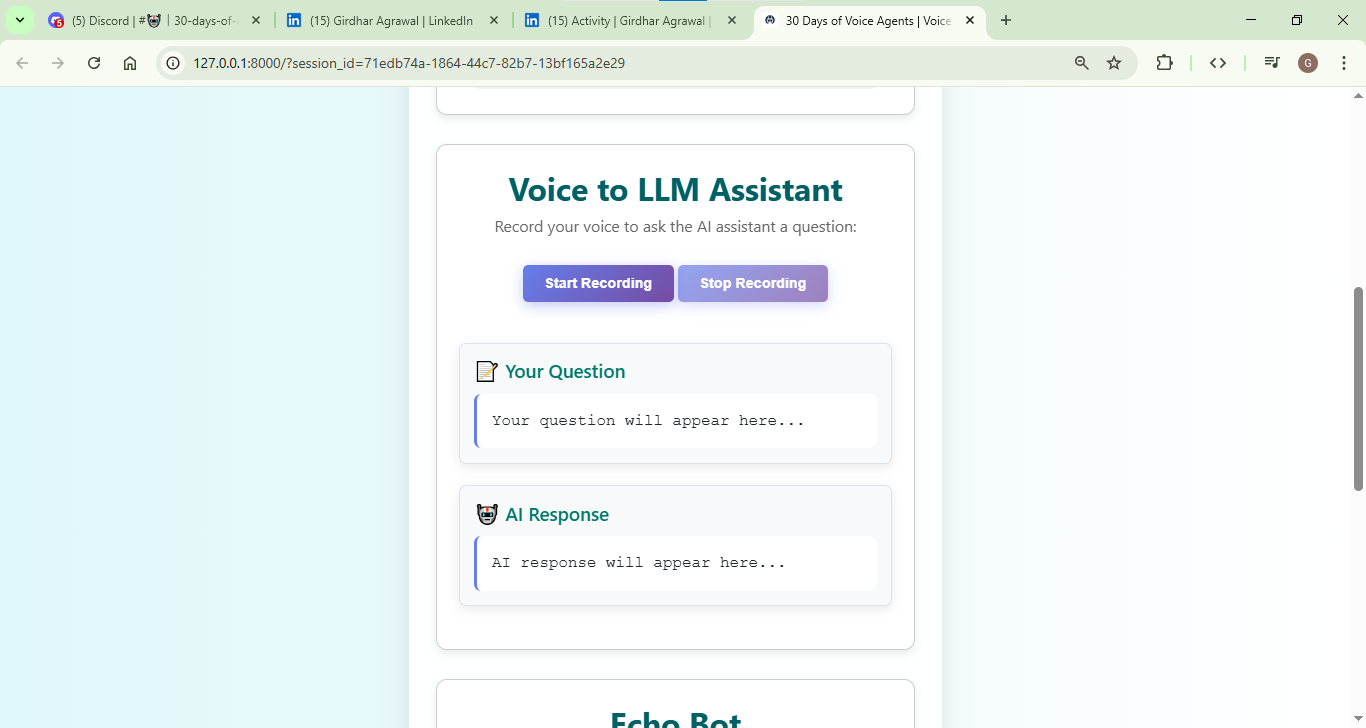 (5) Discord | # | 30-days-of-
(15) Girdhar Agrawal | LinkedIn
(15) Activity | Girdhar Agrawal |
30 Days of Voice Agents | Voice
127.0.0.1:8000/?session_id=71edb74a-1864-44c7-82b7-13bf165a2e29
G
Voice to LLM Assistant
Record your voice to ask the AI assistant a question:
Start Recording Stop Recording
📝 Your Question
Your question will appear here...
🤖 AI Response
AI response will appear here...
Echo Bot